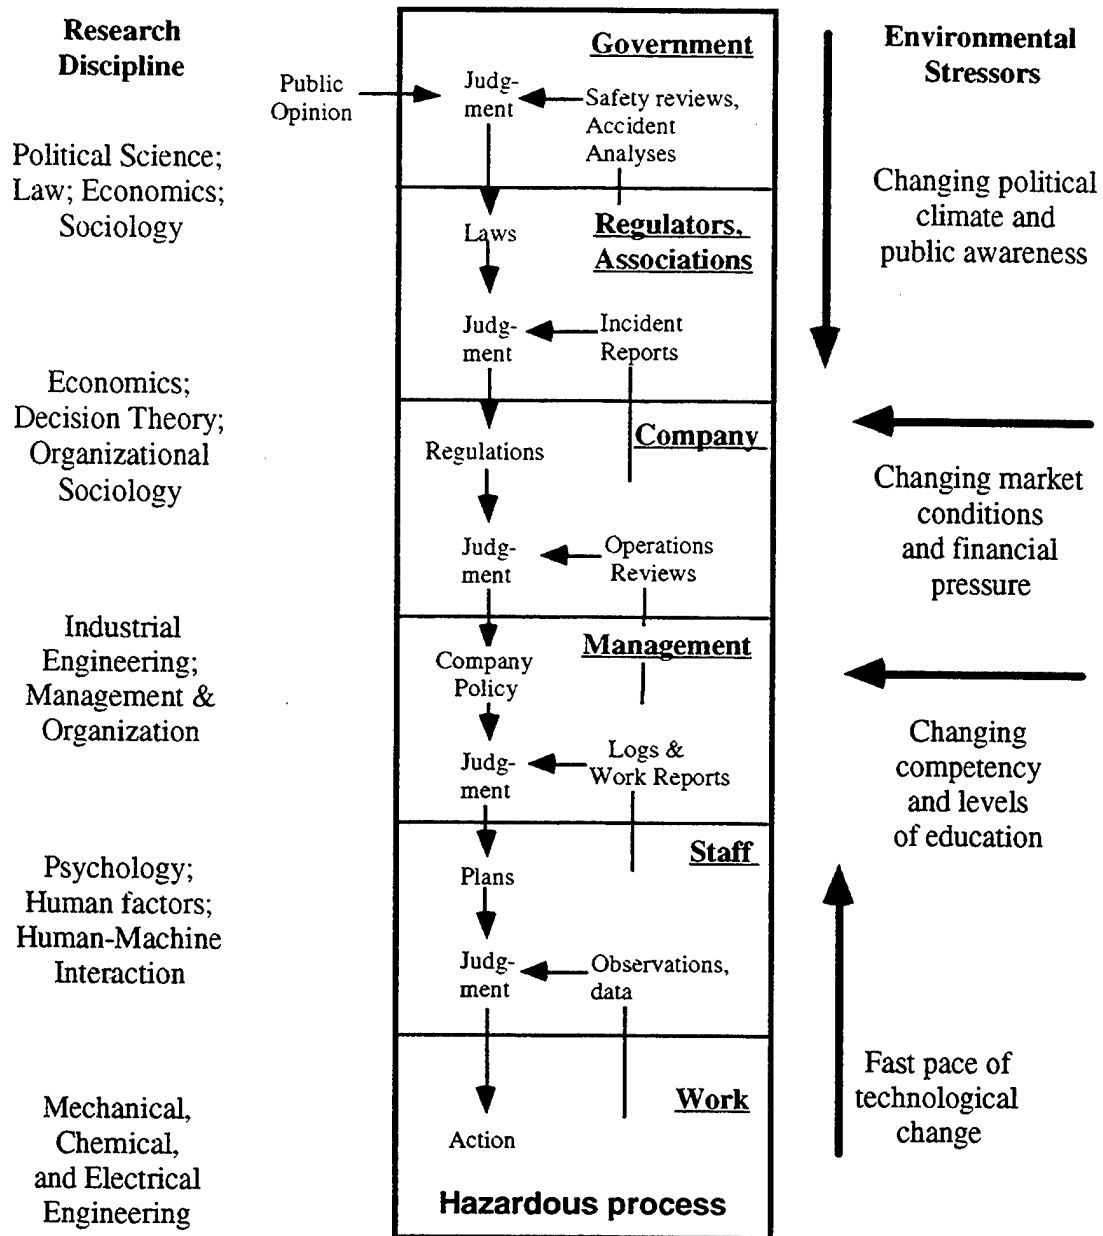 Research
Discipline
Political Science;
Law; Economics;
Sociology
Economics;
Decision Theory;
Organizational
Sociology
Industrial
Engineering;
Management &
Organization
Psychology;
Human factors;
Human-Machine
Interaction
Mechanical,
Chemical,
and Electrical
Engineering
Public
Opinion
Government
Judg-
ment
Safety reviews,
Accident
Analyses
Regulators,
Associations
Laws
Judg-
ment
Incident
Reports
Company
Regulations
Judg-
ment
Operations
Reviews
Management
Company
Policy
Judg-
ment
Logs &
Work Reports
Staff
Plans
Judg-
ment
Observations,
data
Work
Action
Hazardous process
Environmental
Stressors
Changing political
climate and
public awareness
Changing market
conditions
and financial
pressure
Changing
competency
and levels
of education
Fast pace of
technological
change